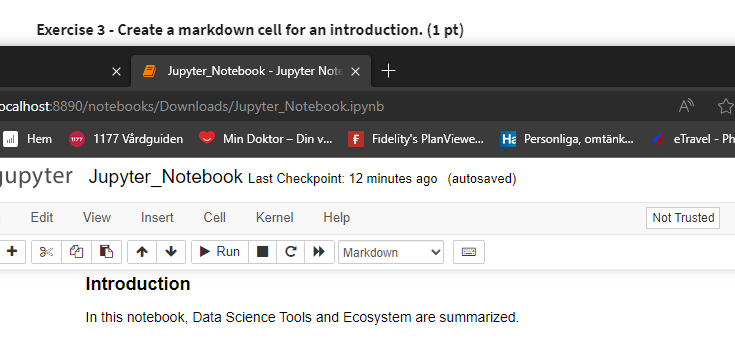 Exercise 3 - Create a markdown cell for an introduction. (1 pt)
Jupyter_Notebook - Jupyter Note
ocalhost:8890/notebooks/Downloads/Jupyter_Notebook.ipynb
Hem 1177 1177 Vårdguiden Min Doktor – Din v... F Fidelity's PlanViewe... Ha Personliga, omtänk... eTravel - Ph
jupyter Jupyter_Notebook Last Checkpoint: 12 minutes ago (autosaved)
Edit View Insert Cell Kernel Help Not Trusted
Run Markdown
Introduction
In this notebook, Data Science Tools and Ecosystem are summarized.